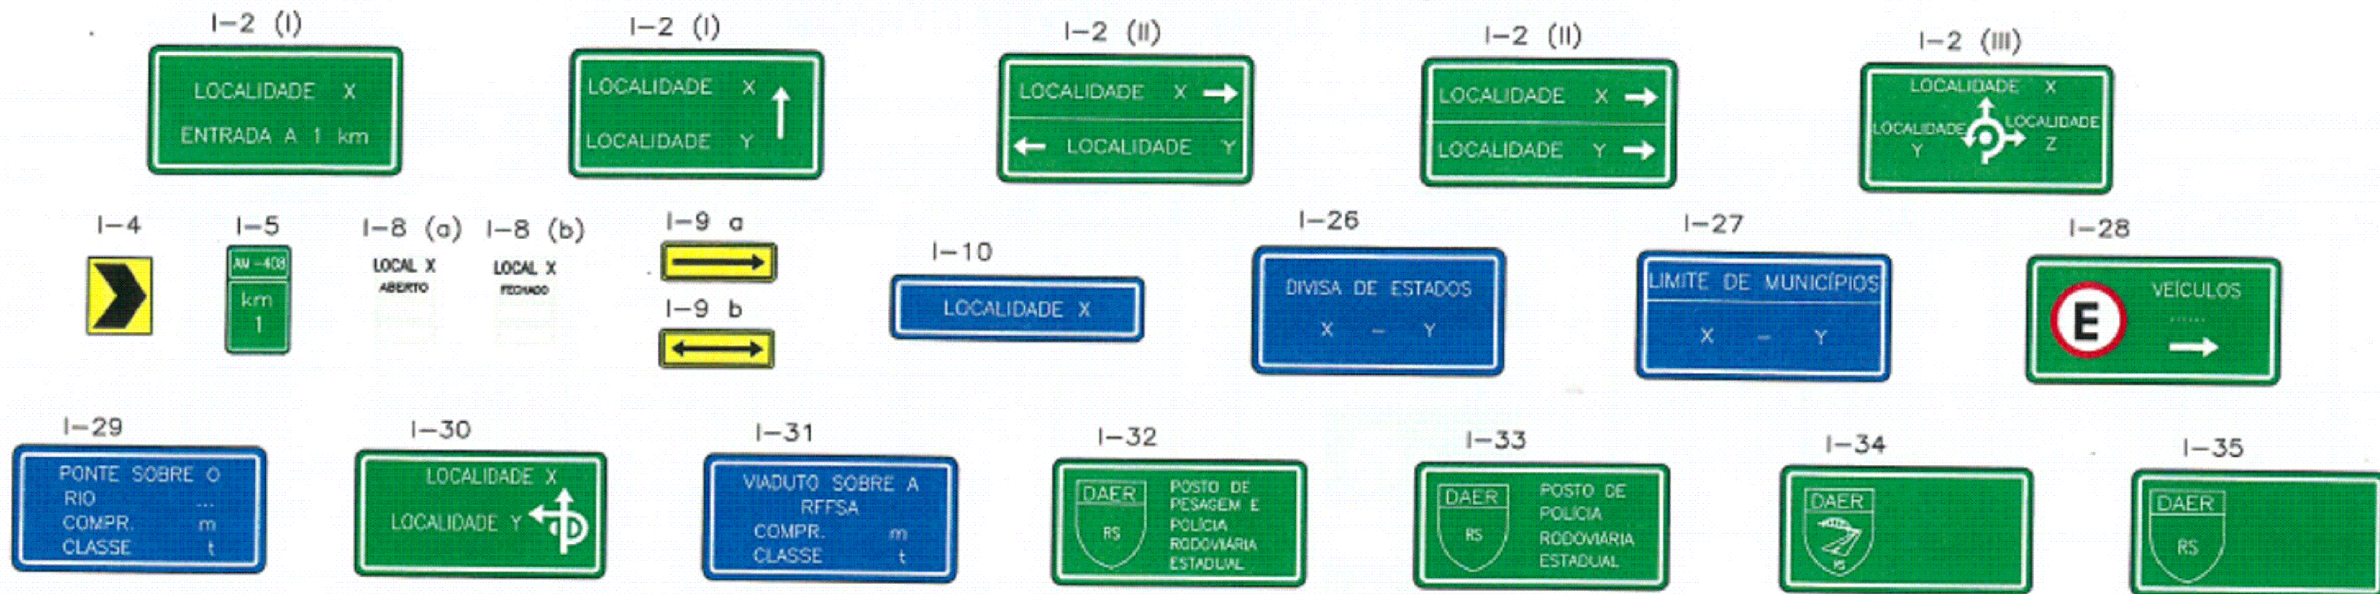 I-2 (I)
LOCALIDADE X
ENTRADA A 1 km
I-2 (I)
LOCALIDADE X
LOCALIDADE Y
I-2 (II)
LOCALIDADE X
LOCALIDADE Y
I-2 (II)
LOCALIDADE X
LOCALIDADE Y
I-2 (III)
LOCALIDADE X
LOCALIDADE Y
LOCALIDADE Z
I-4
I-5
km
1
I-8 (a)
LOCAL X
ABERTO
I-8 (b)
LOCAL X
FECHADO
I-9 a
I-9 b
I-10
LOCALIDADE X
I-26
DIVISA DE ESTADOS
X - Y
I-27
LIMITE DE MUNICÍPIOS
X - Y
I-28
E
VEÍCULOS
......
I-29
PONTE SOBRE O
RIO ...
COMPR. m
CLASSE t
I-30
LOCALIDADE X
LOCALIDADE Y
I-31
VIADUTO SOBRE A
RFFSA
COMPR. m
CLASSE t
I-32
DAER
RS
POSTO DE
PESAGEM E
POLÍCIA
RODOVIÁRIA
ESTADUAL
I-33
DAER
RS
POSTO DE
POLÍCIA
RODOVIÁRIA
ESTADUAL
I-34
DAER
RS
I-35
DAER
RS